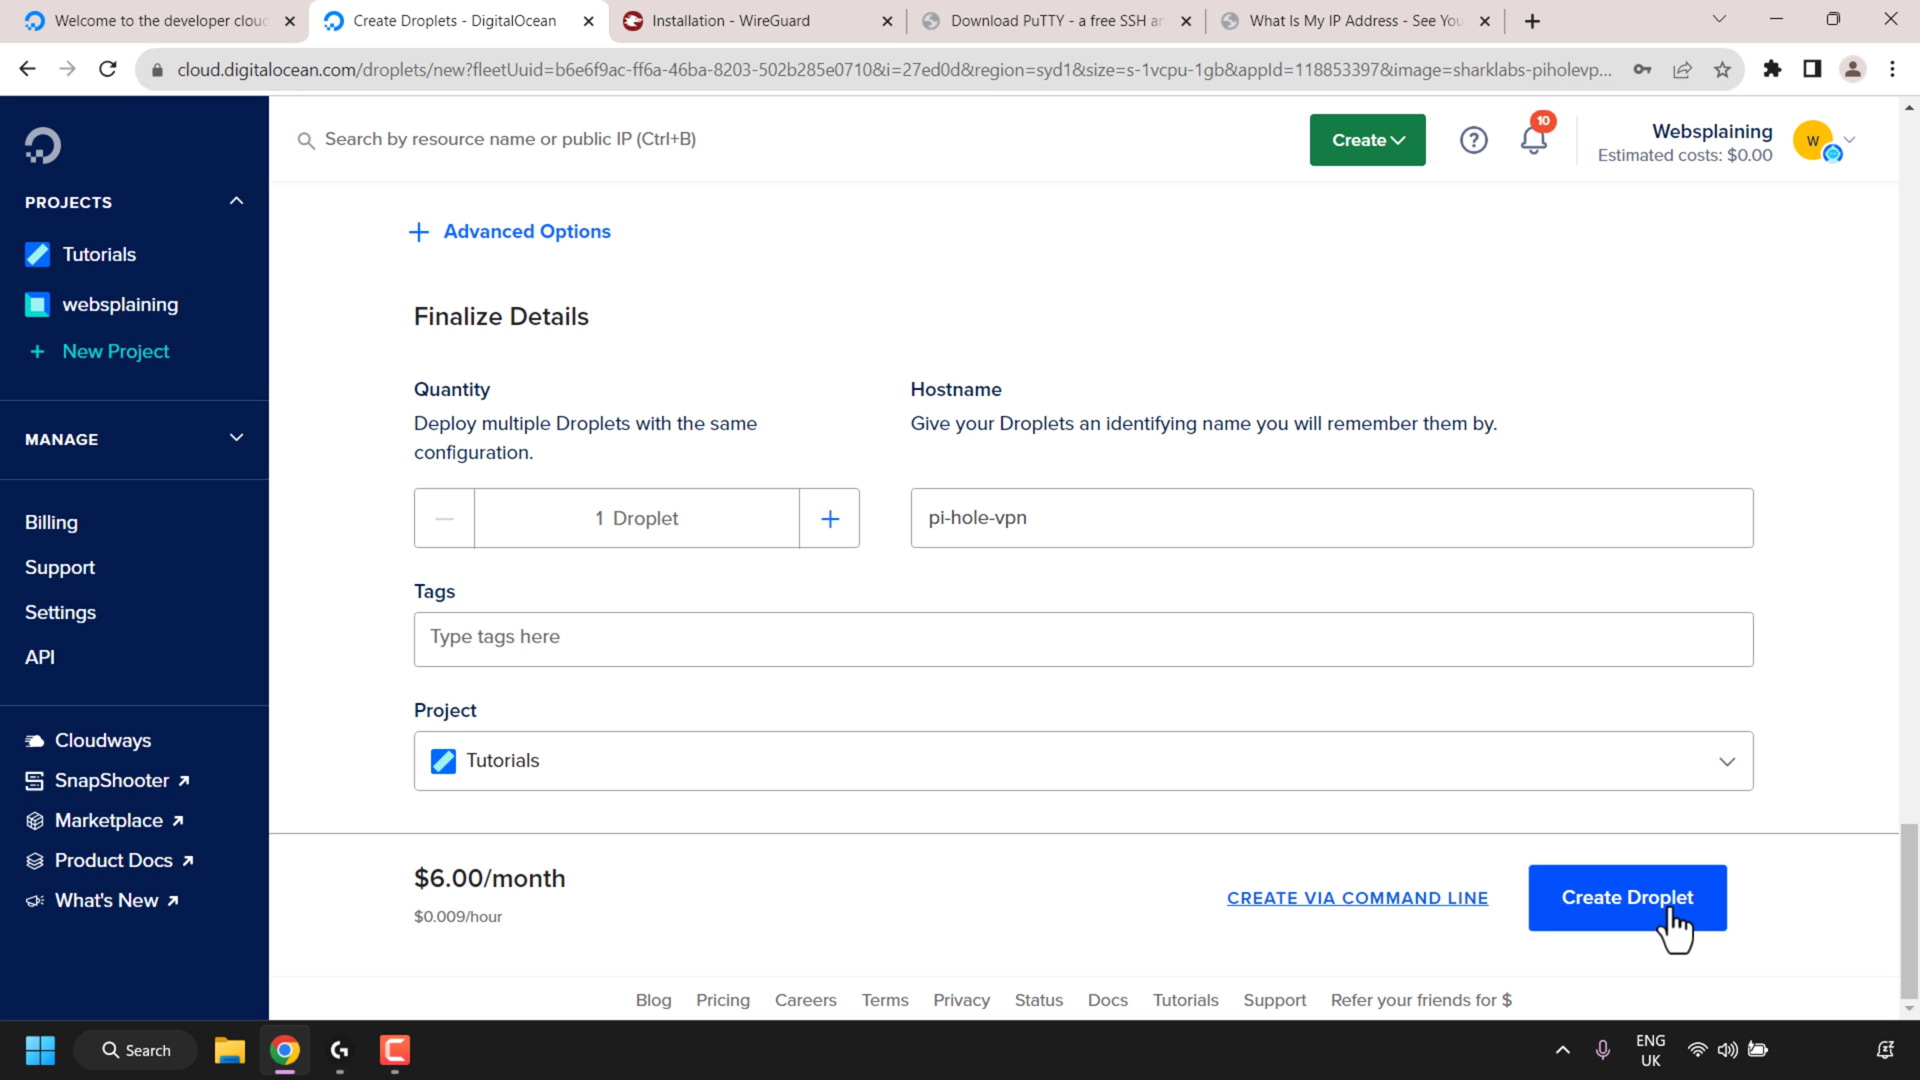 Welcome to the developer clou
Create Droplets - DigitalOcean
Installation - WireGuard
Download PuTTY - a free SSH an
What Is My IP Address - See You
cloud.digitalocean.com/droplets/new?fleetUuid=b6e6f9ac-ff6a-46ba-8203-502b285e0710&i=27ed0d&region=syd1&size=s-1vcpu-1gb&appId=118853397&image=sharklabs-piholevp...
Search by resource name or public IP (Ctrl+B)
Create
10
Websplaining
Estimated costs: $0.00
W
PROJECTS
Tutorials
websplaining
+ New Project
MANAGE
Billing
Support
Settings
API
Cloudways
SnapShooter
Marketplace
Product Docs
What's New
+ Advanced Options
Finalize Details
Quantity
Deploy multiple Droplets with the same
configuration.
1 Droplet
Hostname
Give your Droplets an identifying name you will remember them by.
pi-hole-vpn
Tags
Type tags here
Project
Tutorials
$6.00/month
$0.009/hour
CREATE VIA COMMAND LINE
Create Droplet
Blog Pricing Careers Terms Privacy Status Docs Tutorials Support Refer your friends for $
Search
ENG
UK